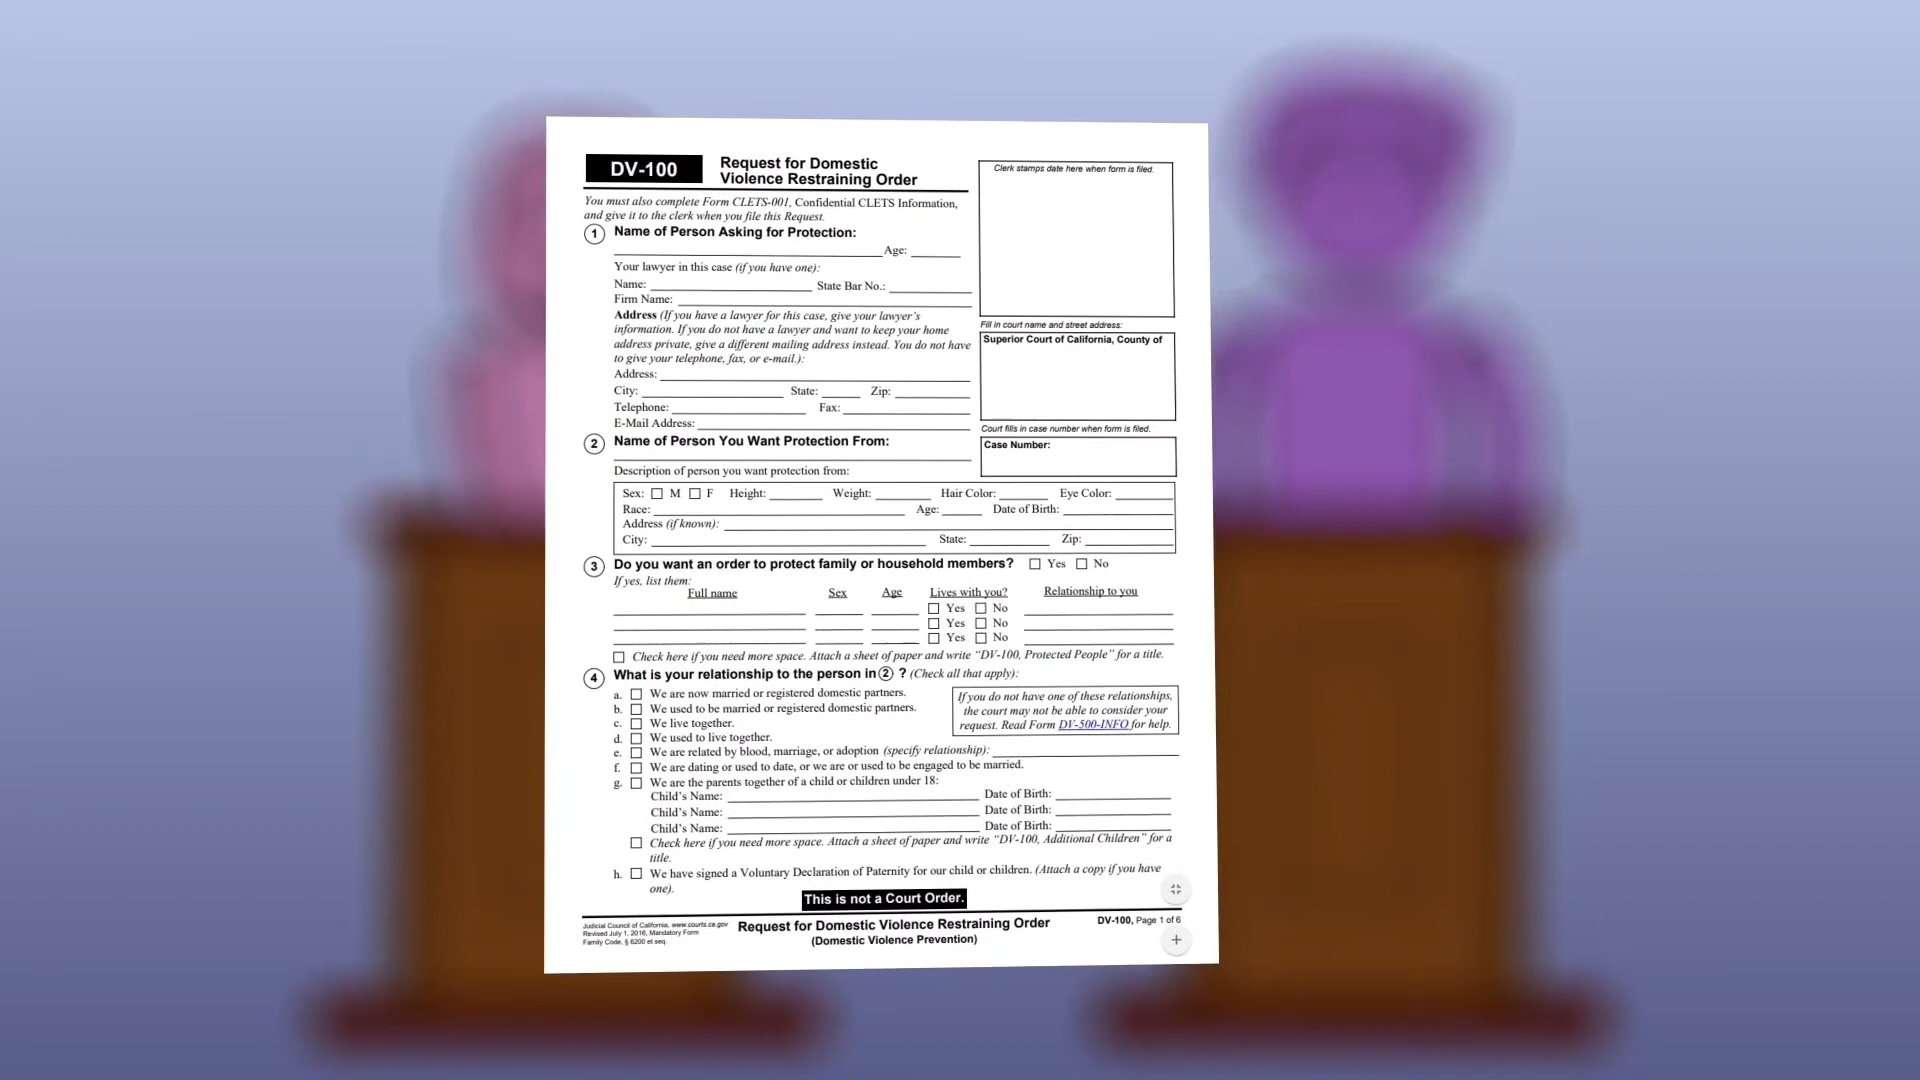 DV-100
Request for Domestic
Violence Restraining Order
Clerk stamps date here when form is filed.
You must also complete Form CLETS-001, Confidential CLETS Information,
and give it to the clerk when you file this Request.
1 Name of Person Asking for Protection:
Age:
Your lawyer in this case (if you have one):
Name: State Bar No.:
Firm Name:
Address (If you have a lawyer for this case, give your lawyer's
information. If you do not have a lawyer and want to keep your home
address private, give a different mailing address instead. You do not have
to give your telephone, fax, or e-mail.):
Address:
City: State: Zip:
Telephone: Fax:
E-Mail Address:
Fill in court name and street address:
Superior Court of California, County of
Court fills in case number when form is filed.
Case Number:
2 Name of Person You Want Protection From:
Description of person you want protection from:
Sex: M F Height: Weight: Hair Color: Eye Color:
Race: Age: Date of Birth:
Address (if known):
City: State: Zip:
3 Do you want an order to protect family or household members? Yes No
If yes, list them:
Full name Sex Age Lives with you? Relationship to you
Yes No
Yes No
Yes No
Check here if you need more space. Attach a sheet of paper and write “DV-100, Protected People” for a title.
4 What is your relationship to the person in 2 ? (Check all that apply):
a. We are now married or registered domestic partners.
b. We used to be married or registered domestic partners.
c. We live together.
d. We used to live together.
e. We are related by blood, marriage, or adoption (specify relationship):
f. We are dating or used to date, or we are or used to be engaged to be married.
g. We are the parents together of a child or children under 18:
Child's Name: Date of Birth:
Child's Name: Date of Birth:
Child's Name: Date of Birth:
Check here if you need more space. Attach a sheet of paper and write “DV-100, Additional Children” for a
title.
h. We have signed a Voluntary Declaration of Paternity for our child or children. (Attach a copy if you have
one).
If you do not have one of these relationships,
the court may not be able to consider your
request. Read Form DV-500-INFO for help.
This is not a Court Order.
Judicial Council of California, www.courts.ca.gov
Revised July 1, 2016, Mandatory Form
Family Code, § 6200 et seq.
Request for Domestic Violence Restraining Order
(Domestic Violence Prevention)
DV-100, Page 1 of 6